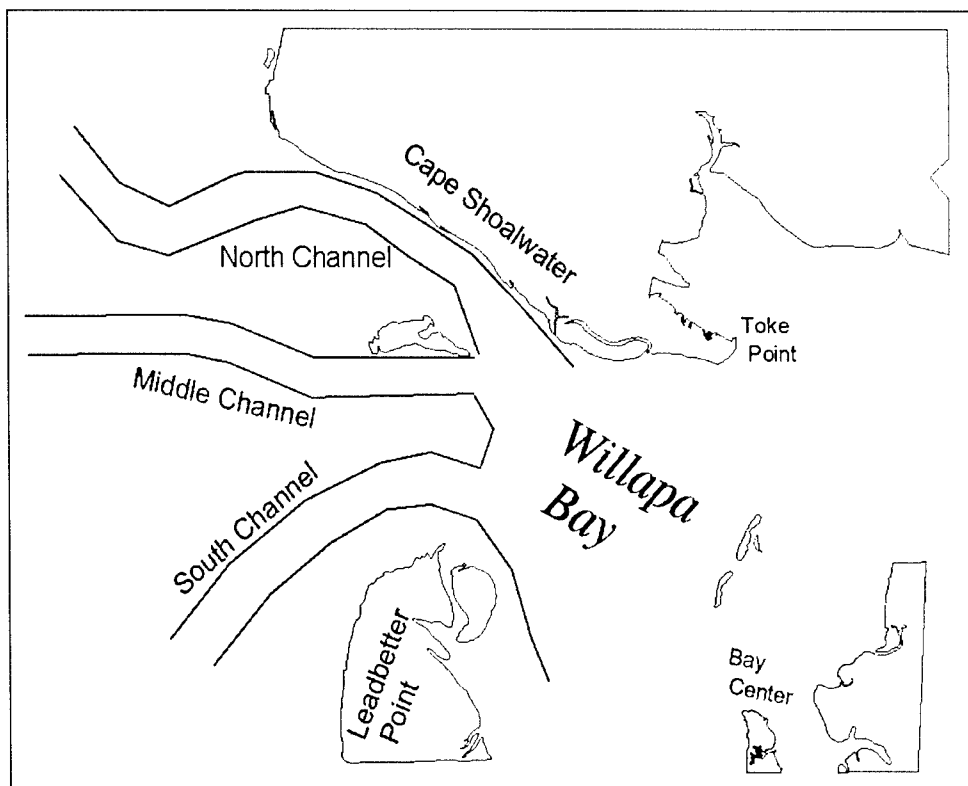 Cape Shoalwater
North Channel
Toke
Point
Middle Channel
Willapa
Bay
South Channel
Leadbetter
Point
Bay
Center